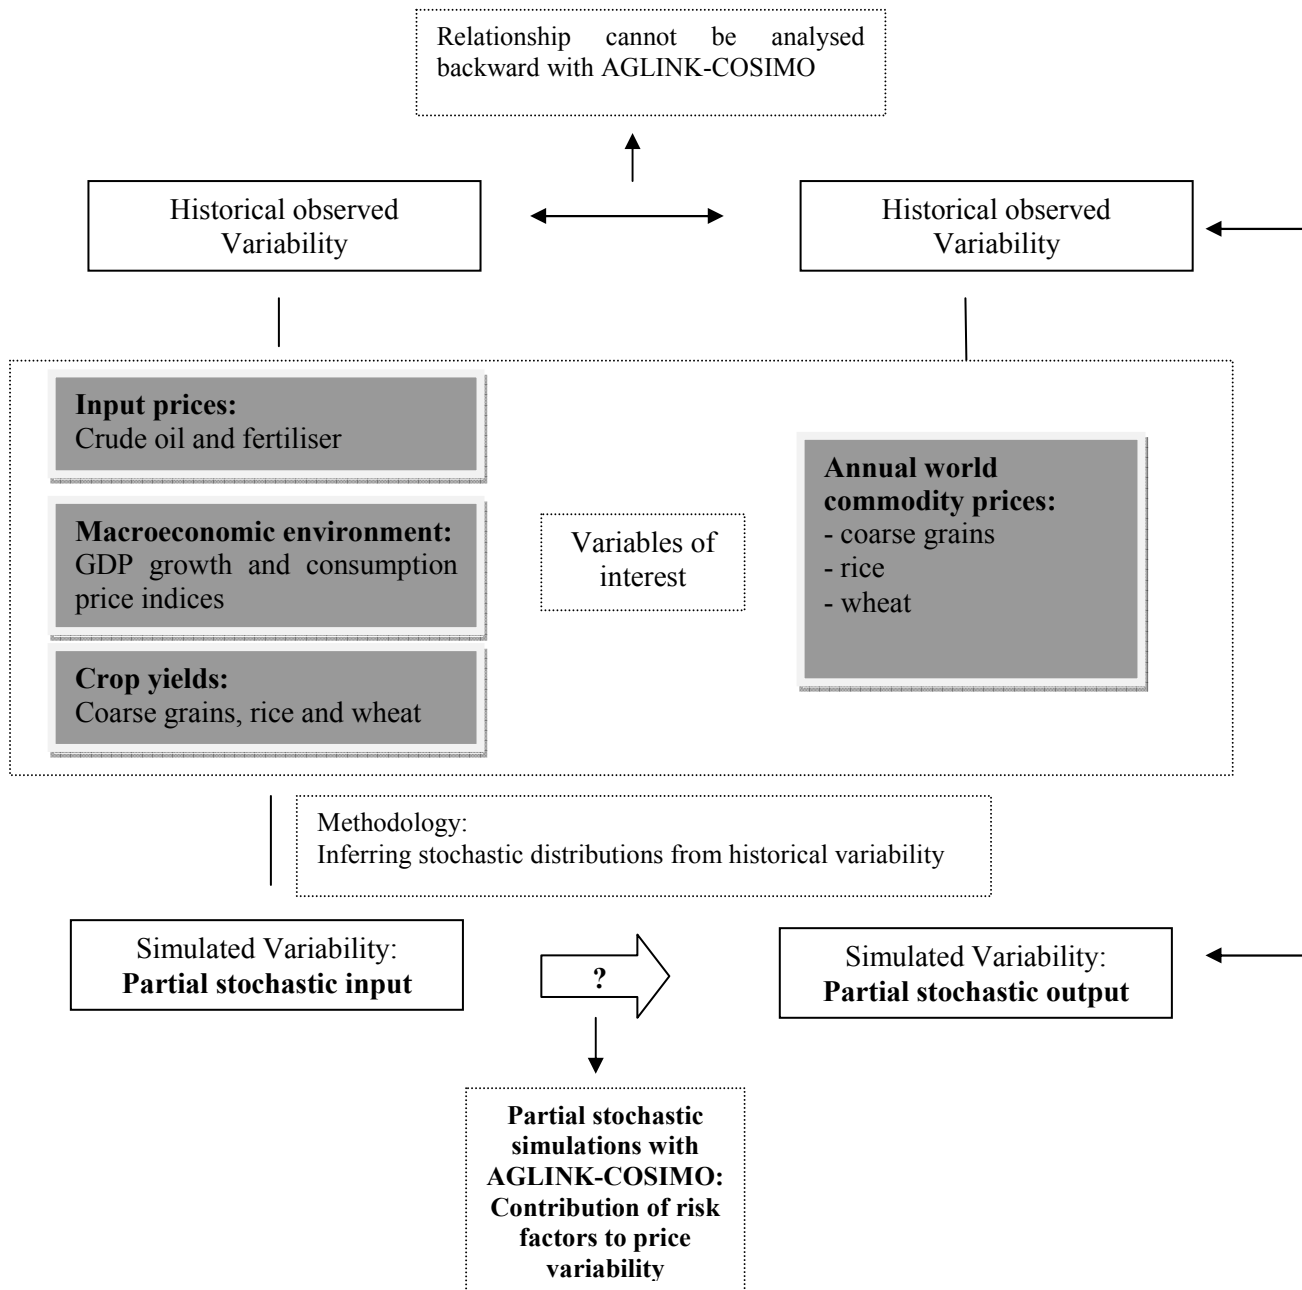 Relationship cannot be analysed
backward with AGLINK-COSIMO
Historical observed
Variability
Historical observed
Variability
Input prices:
Crude oil and fertiliser
Macroeconomic environment:
GDP growth and consumption
price indices
Crop yields:
Coarse grains, rice and wheat
Variables of
interest
Annual world
commodity prices:
- coarse grains
- rice
- wheat
Methodology:
Inferring stochastic distributions from historical variability
Simulated Variability:
Partial stochastic input
?
Simulated Variability:
Partial stochastic output
Partial stochastic
simulations with
AGLINK-COSIMO:
Contribution of risk
factors to price
variability